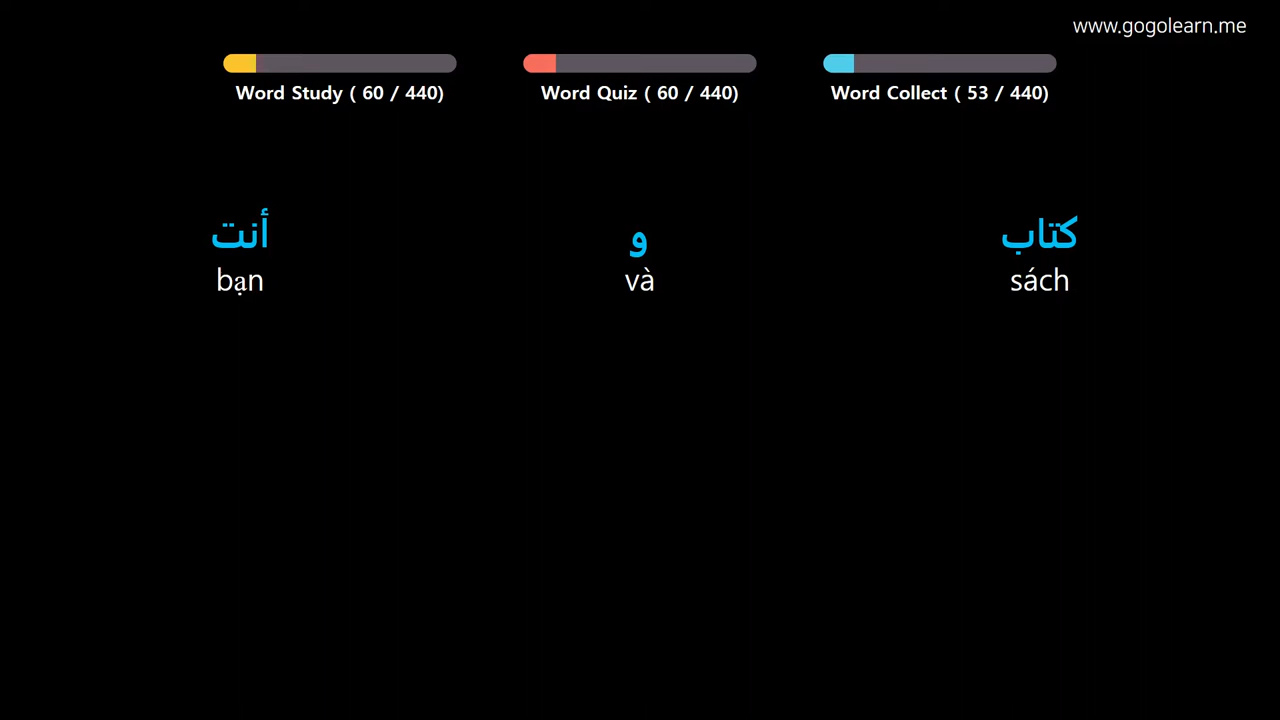 www.gogolearn.me
Word Study ( 60 / 440)
Word Quiz ( 60 / 440)
Word Collect ( 53 / 440)
أنت
bạn
و
và
كتاب
sách